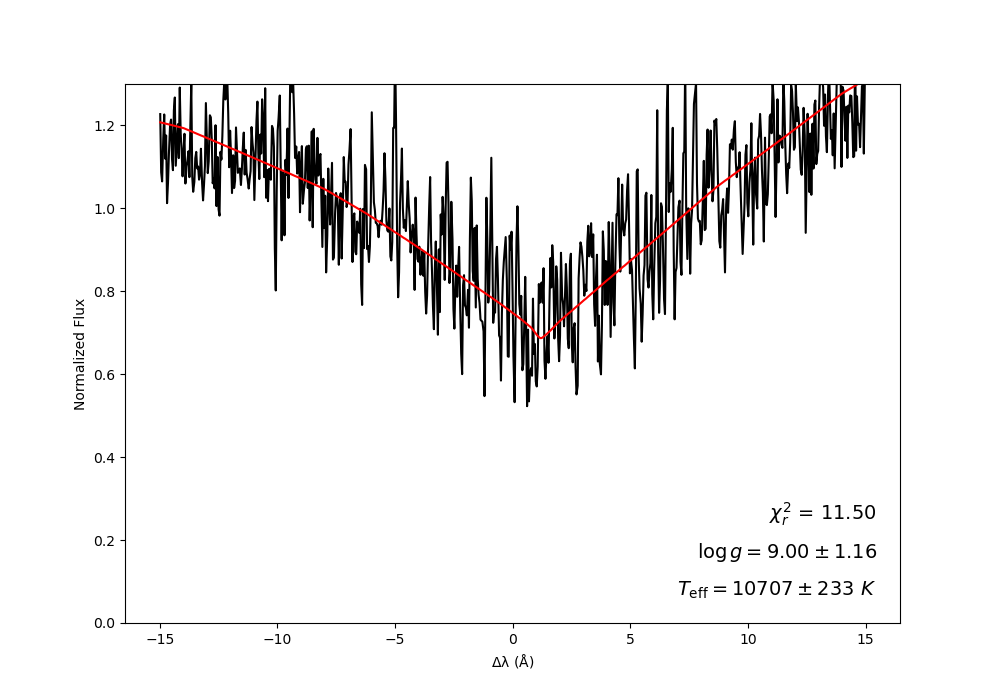 1.2
1.0
0.8
0.6
0.4
0.2
0.0
Normalized Flux
χ²ᵣ = 11.50
log g = 9.00 ± 1.16
T_eff = 10707 ± 233 K
−15 −10 −5 0 5 10 15
Δλ (Å)